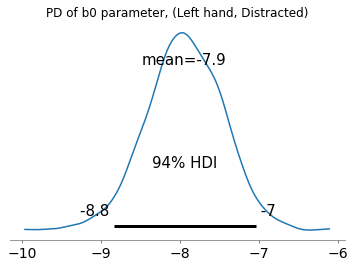 PD of b0 parameter, (Left hand, Distracted)
mean=-7.9
94% HDI
-8.8 -7
−10 −9 −8 −7 −6